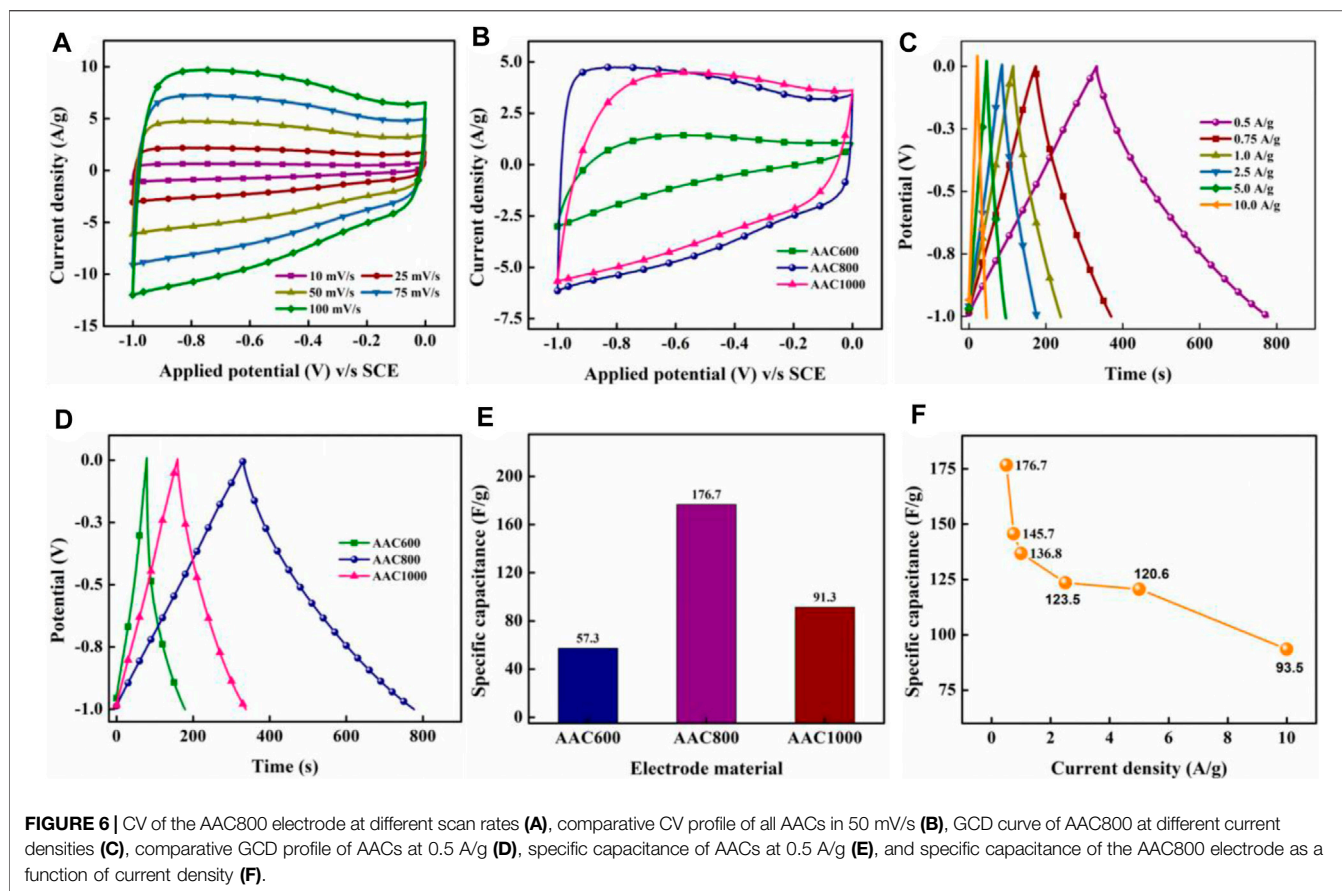 A
10
5
0
-5
-10
-15
Current density (A/g)
10 mV/s 25 mV/s
50 mV/s 75 mV/s
100 mV/s
-1.0 -0.8 -0.6 -0.4 -0.2 0.0
Applied potential (V) v/s SCE
B
5.0
2.5
0.0
-2.5
-5.0
-7.5
Current density (A/g)
AAC600
AAC800
AAC1000
-1.0 -0.8 -0.6 -0.4 -0.2 0.0
Applied potential (V) v/s SCE
C
0.0
-0.3
-0.5
-0.8
-1.0
Potential (V)
0.5 A/g
0.75 A/g
1.0 A/g
2.5 A/g
5.0 A/g
10.0 A/g
0 200 400 600 800
Time (s)
D
0.0
-0.3
-0.5
-0.8
-1.0
Potential (V)
AAC600
AAC800
AAC1000
0 200 400 600 800
Time (s)
E
200
160
120
80
40
0
Specific capacitance (F/g)
57.3
176.7
91.3
AAC600 AAC800 AAC1000
Electrode material
F
175
150
125
100
75
Specific capacitance (F/g)
176.7
145.7
136.8
123.5
120.6
93.5
0 2 4 6 8 10
Current density (A/g)
FIGURE 6 | CV of the AAC800 electrode at different scan rates (A), comparative CV profile of all AACs in 50 mV/s (B), GCD curve of AAC800 at different current
densities (C), comparative GCD profile of AACs at 0.5 A/g (D), specific capacitance of AACs at 0.5 A/g (E), and specific capacitance of the AAC800 electrode as a
function of current density (F).